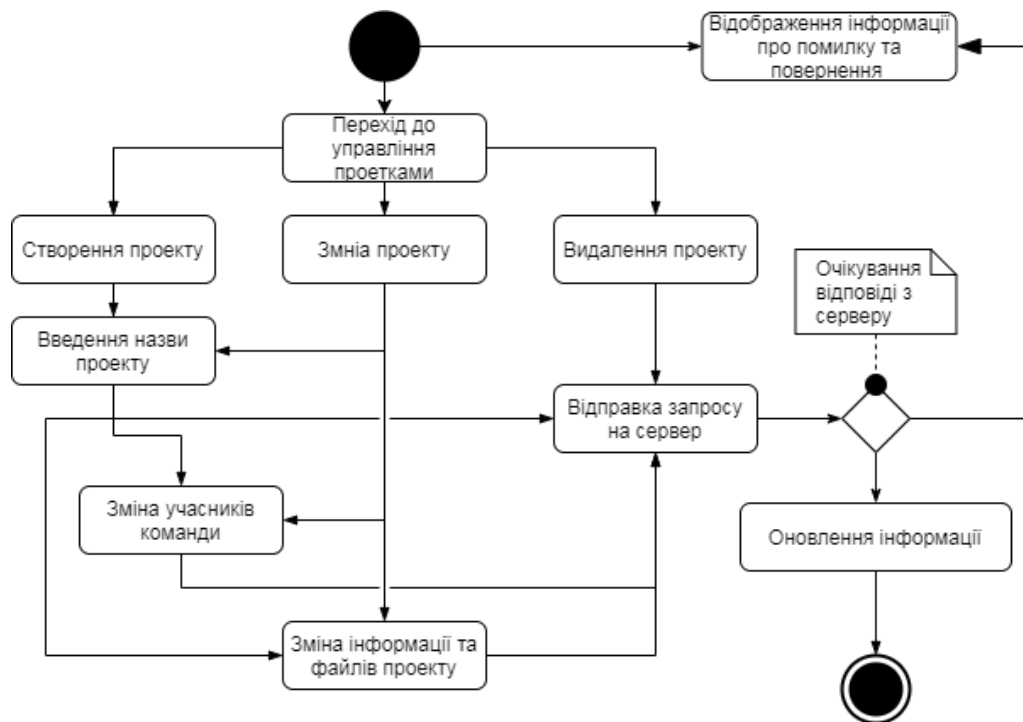 Відображення інформації
про помилку та
повернення
Перехід до
управління
проетками
Створення проекту
Змніа проекту
Видалення проекту
Очікування
відповіді з
серверу
Введення назви
проекту
Відправка запросу
на сервер
Зміна учасників
команди
Оновлення інформації
Зміна інформації та
файлів проекту